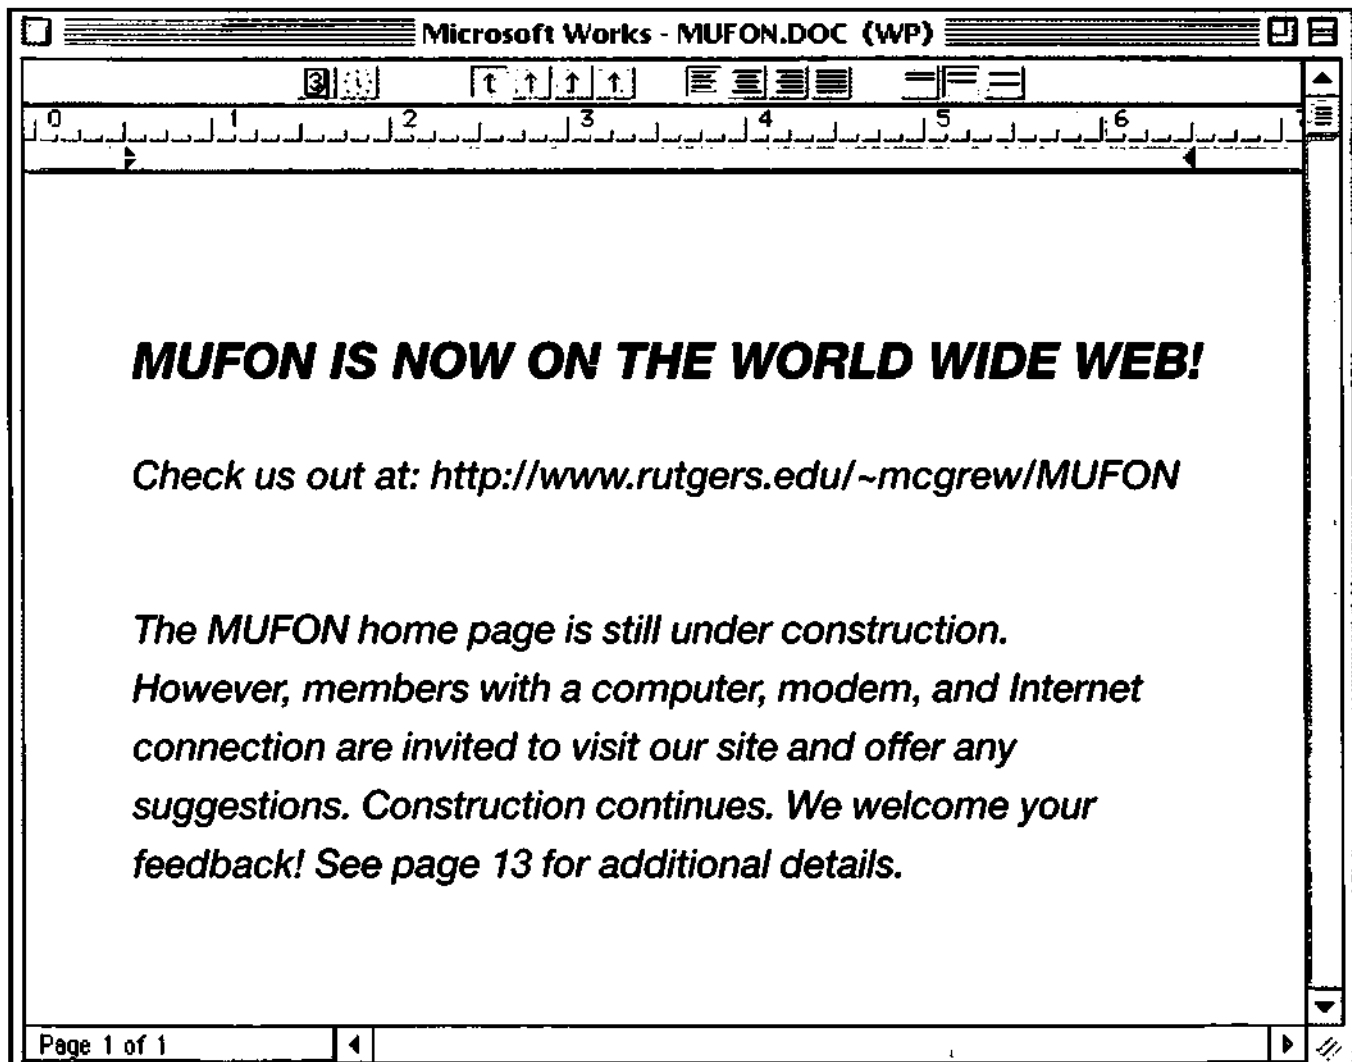 Microsoft Works - MUFON.DOC (WP)
3
0 1 2 3 4 5 6
MUFON IS NOW ON THE WORLD WIDE WEB!
Check us out at: http://www.rutgers.edu/~mcgrew/MUFON
The MUFON home page is still under construction.
However, members with a computer, modem, and Internet
connection are invited to visit our site and offer any
suggestions. Construction continues. We welcome your
feedback! See page 13 for additional details.
Page 1 of 1